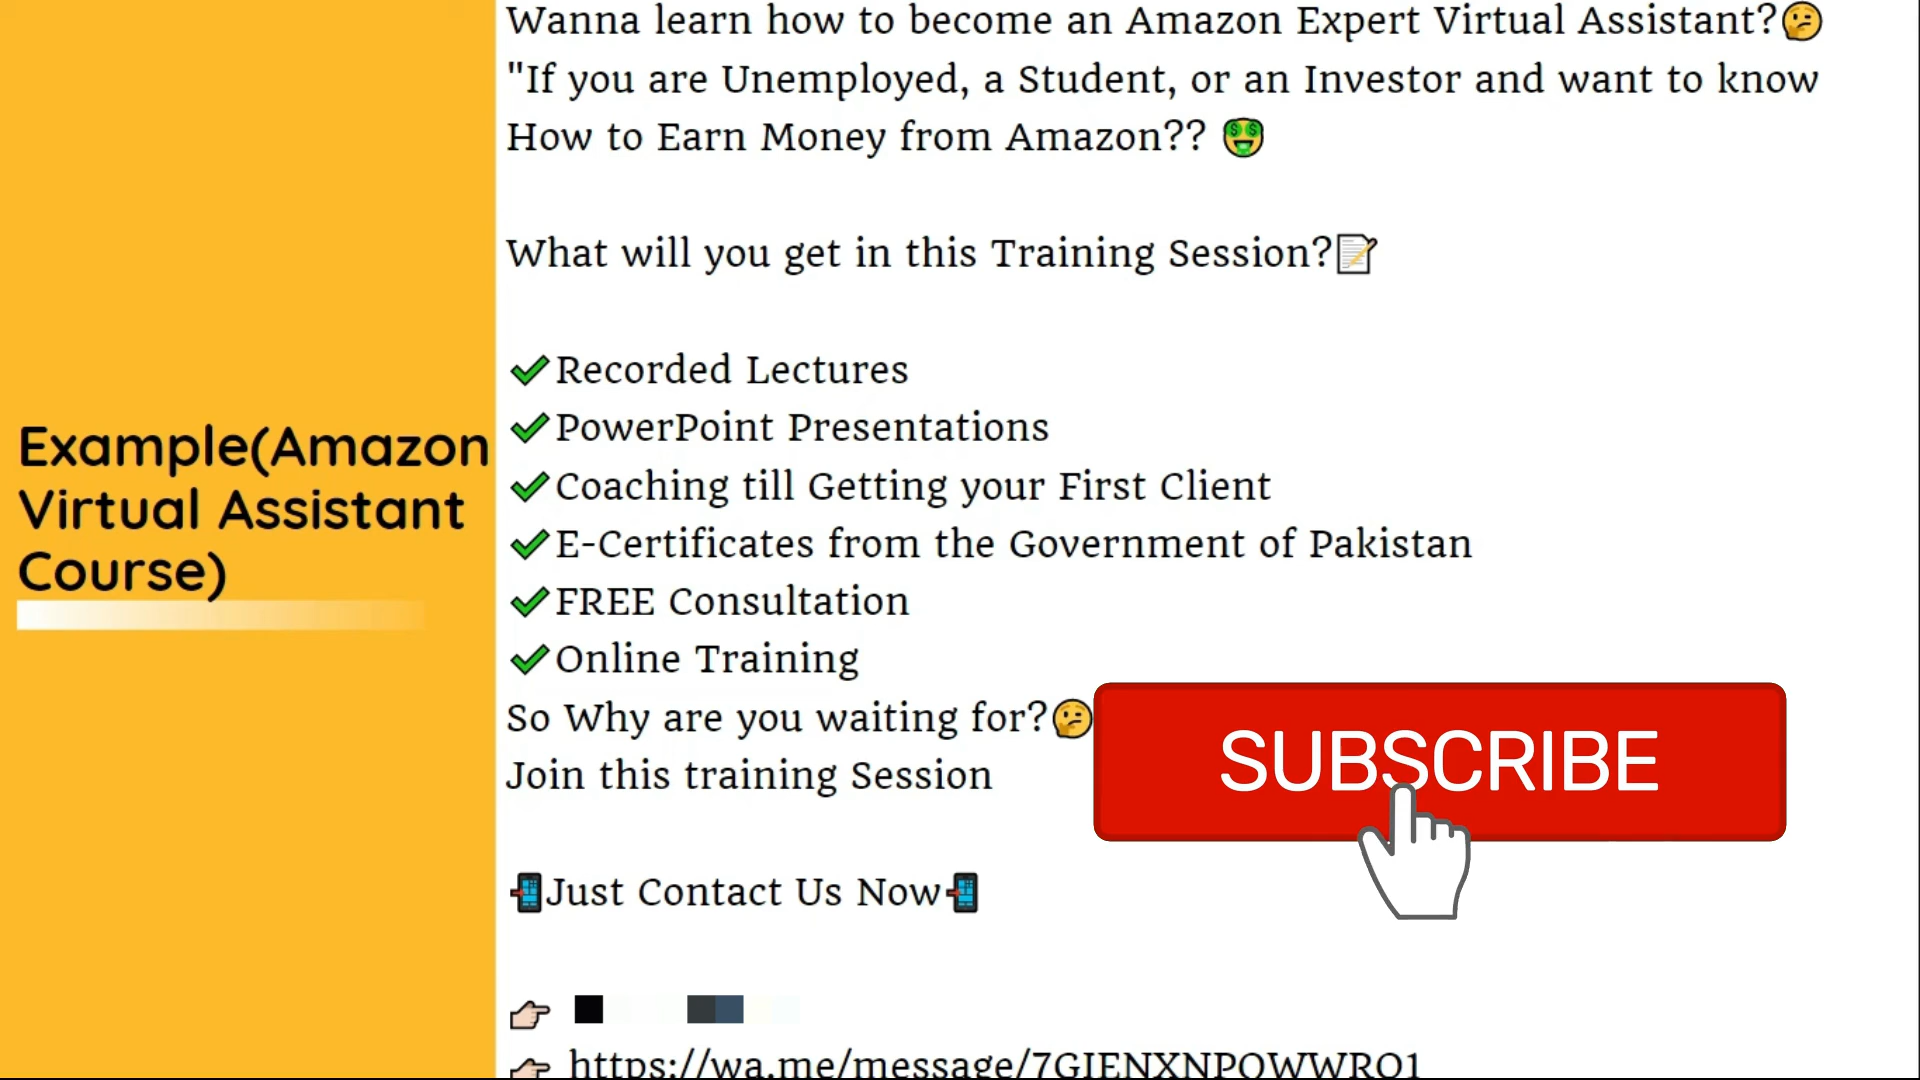 Wanna learn how to become an Amazon Expert Virtual Assistant?🤔
"If you are Unemployed, a Student, or an Investor and want to know
How to Earn Money from Amazon?? 🤑
What will you get in this Training Session?📝
✔Recorded Lectures
✔PowerPoint Presentations
✔Coaching till Getting your First Client
✔E-Certificates from the Government of Pakistan
✔FREE Consultation
✔Online Training
So Why are you waiting for?🤔
Join this training Session
📲Just Contact Us Now📲
👉🏻
👉🏻 https://wa.me/message/7GIENXNPOWWRO1
Example(Amazon
Virtual Assistant
Course)
SUBSCRIBE